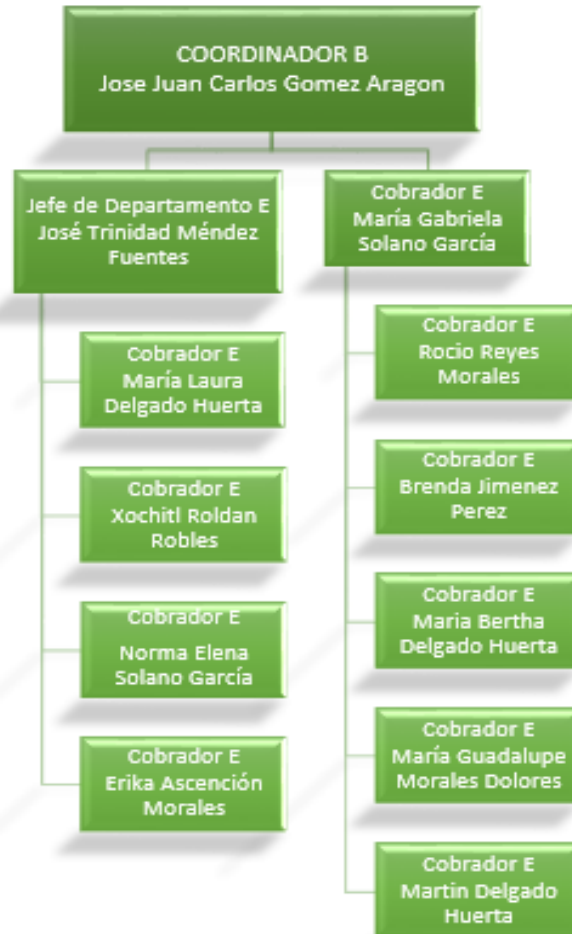 COORDINADOR B
Jose Juan Carlos Gomez Aragon
Jefe de Departamento E
José Trinidad Méndez
Fuentes
Cobrador E
María Laura
Delgado Huerta
Cobrador E
Xochitl Roldan
Robles
Cobrador E
Norma Elena
Solano García
Cobrador E
Erika Ascención
Morales
Cobrador E
María Gabriela
Solano García
Cobrador E
Rocio Reyes
Morales
Cobrador E
Brenda Jimenez
Perez
Cobrador E
Maria Bertha
Delgado Huerta
Cobrador E
María Guadalupe
Morales Dolores
Cobrador E
Martin Delgado
Huerta